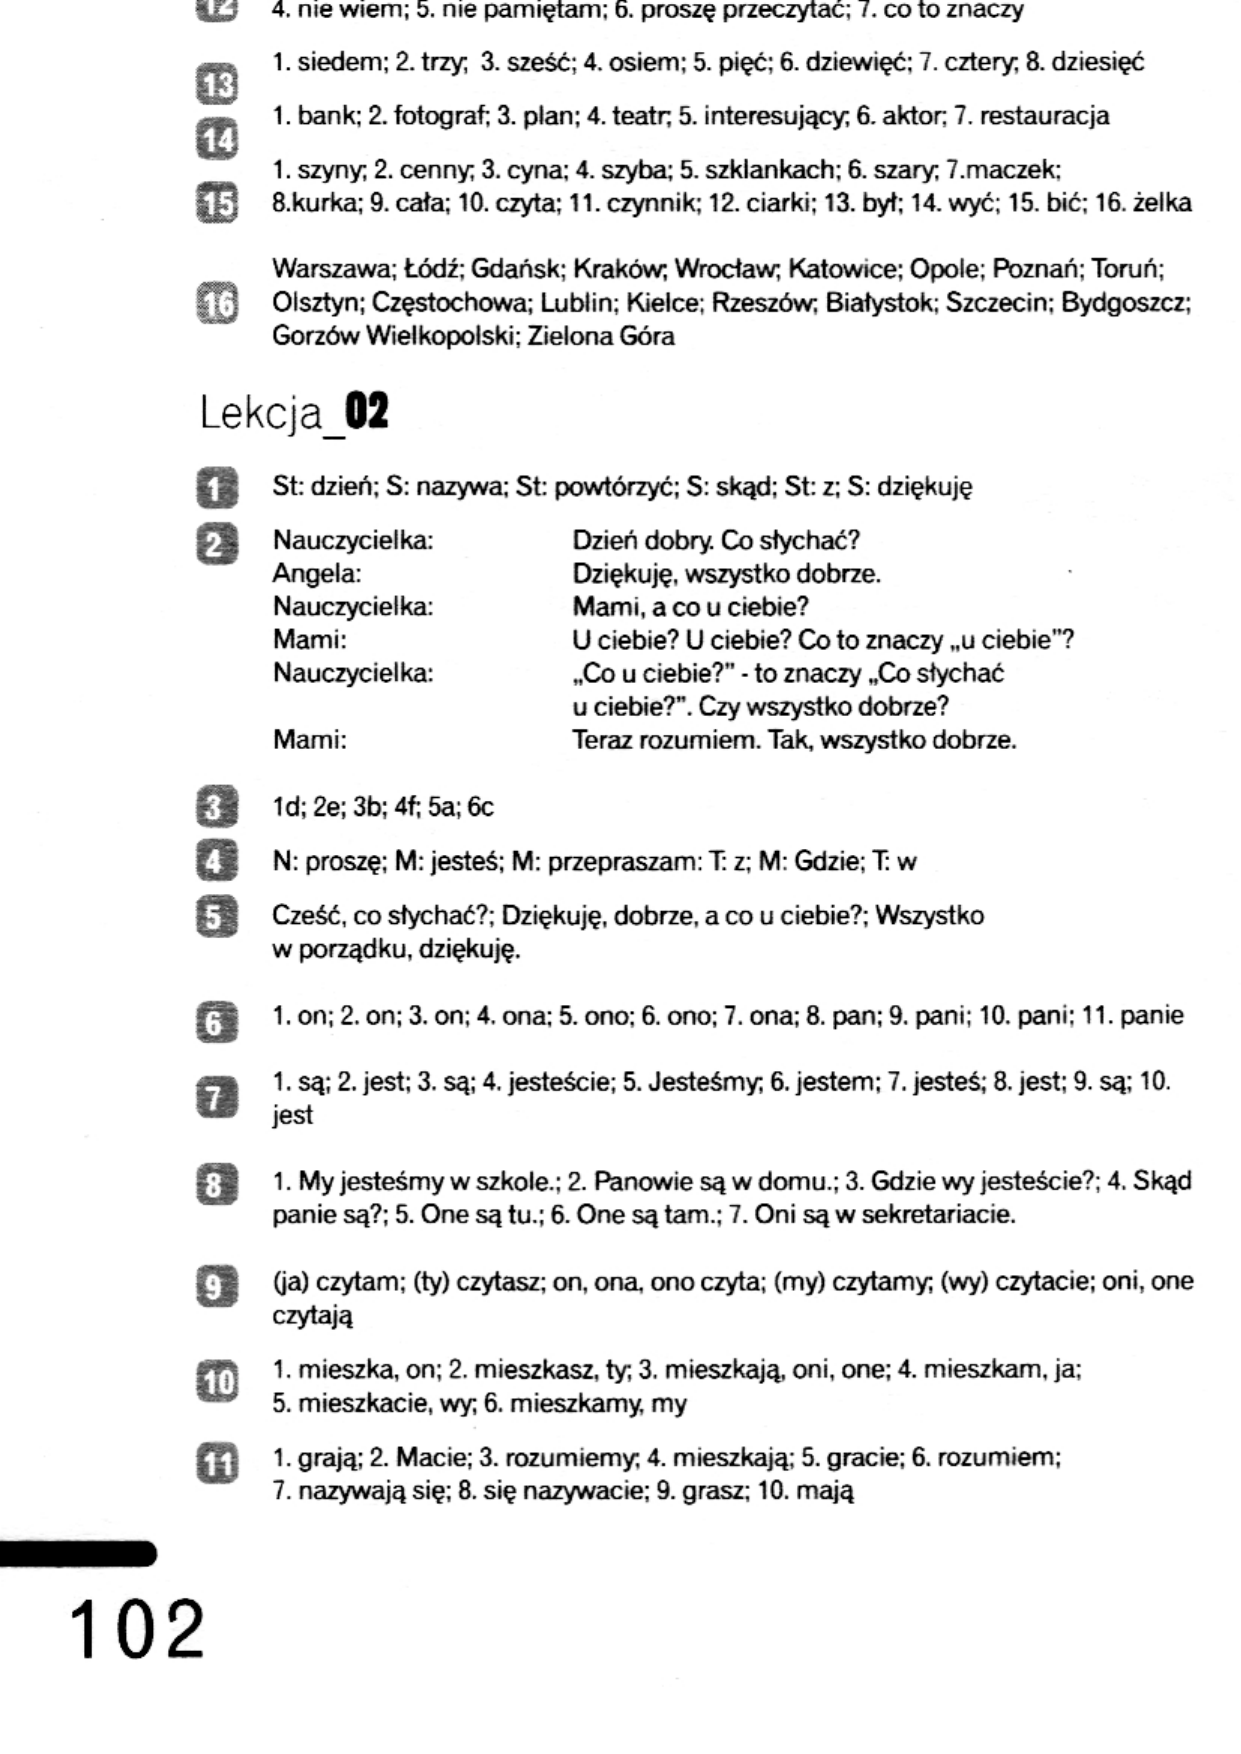 12 4. nie wiem; 5. nie pamiętam; 6. proszę przeczytać; 7. co to znaczy
13 1. siedem; 2. trzy; 3. sześć; 4. osiem; 5. pięć; 6. dziewięć; 7. cztery; 8. dziesięć
14 1. bank; 2. fotograf; 3. plan; 4. teatr; 5. interesujący; 6. aktor; 7. restauracja
1. szyny; 2. cenny; 3. cyna; 4. szyba; 5. szklankach; 6. szary; 7.maczek;
15 8.kurka; 9. cała; 10. czyta; 11. czynnik; 12. ciarki; 13. był; 14. wyć; 15. bić; 16. żelka
Warszawa; Łódź; Gdańsk; Kraków; Wrocław; Katowice; Opole; Poznań; Toruń;
16 Olsztyn; Częstochowa; Lublin; Kielce; Rzeszów; Białystok; Szczecin; Bydgoszcz;
Gorzów Wielkopolski; Zielona Góra
Lekcja_02
1 St: dzień; S: nazywa; St: powtórzyć; S: skąd; St: z; S: dziękuję
2 Nauczycielka: Dzień dobry. Co słychać?
Angela: Dziękuję, wszystko dobrze.
Nauczycielka: Mami, a co u ciebie?
Mami: U ciebie? U ciebie? Co to znaczy „u ciebie"?
Nauczycielka: „Co u ciebie?" - to znaczy „Co słychać
u ciebie?". Czy wszystko dobrze?
Mami: Teraz rozumiem. Tak, wszystko dobrze.
3 1d; 2e; 3b; 4f; 5a; 6c
4 N: proszę; M: jesteś; M: przepraszam: T: z; M: Gdzie; T: w
5 Cześć, co słychać?; Dziękuję, dobrze, a co u ciebie?; Wszystko
w porządku, dziękuję.
6 1. on; 2. on; 3. on; 4. ona; 5. ono; 6. ono; 7. ona; 8. pan; 9. pani; 10. pani; 11. panie
7 1. są; 2. jest; 3. są; 4. jesteście; 5. Jesteśmy; 6. jestem; 7. jesteś; 8. jest; 9. są; 10.
jest
8 1. My jesteśmy w szkole.; 2. Panowie są w domu.; 3. Gdzie wy jesteście?; 4. Skąd
panie są?; 5. One są tu.; 6. One są tam.; 7. Oni są w sekretariacie.
9 (ja) czytam; (ty) czytasz; on, ona, ono czyta; (my) czytamy; (wy) czytacie; oni, one
czytają
10 1. mieszka, on; 2. mieszkasz, ty; 3. mieszkają, oni, one; 4. mieszkam, ja;
5. mieszkacie, wy; 6. mieszkamy, my
11 1. grają; 2. Macie; 3. rozumiemy; 4. mieszkają; 5. gracie; 6. rozumiem;
7. nazywają się; 8. się nazywacie; 9. grasz; 10. mają
102